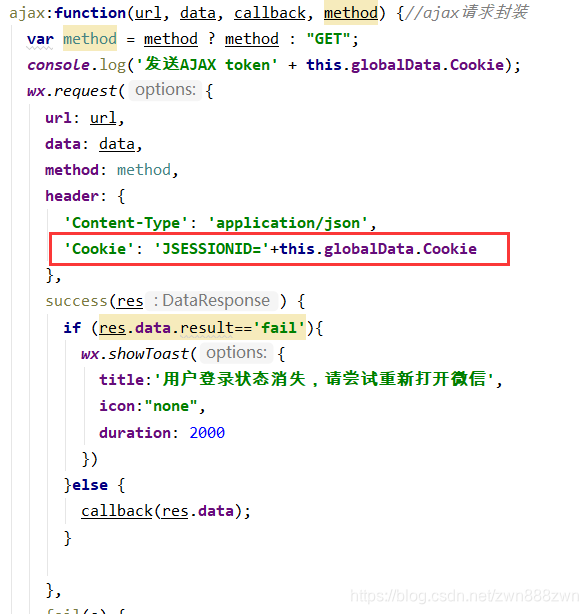 ajax:function(url, data, callback, method) {//ajax请求封装
var method = method ? method : "GET";
console.log('发送AJAX token' + this.globalData.Cookie);
wx.request( options: {
url: url,
data: data,
method: method,
header: {
'Content-Type': 'application/json',
'Cookie': 'JSESSIONID='+this.globalData.Cookie
},
success(res : DataResponse ) {
if (res.data.result=='fail'){
wx.showToast( options: {
title:'用户登录状态消失，请尝试重新打开微信',
icon:"none",
duration: 2000
})
}else {
callback(res.data);
}
},
https://blog.csdn.net/zwn888zwn